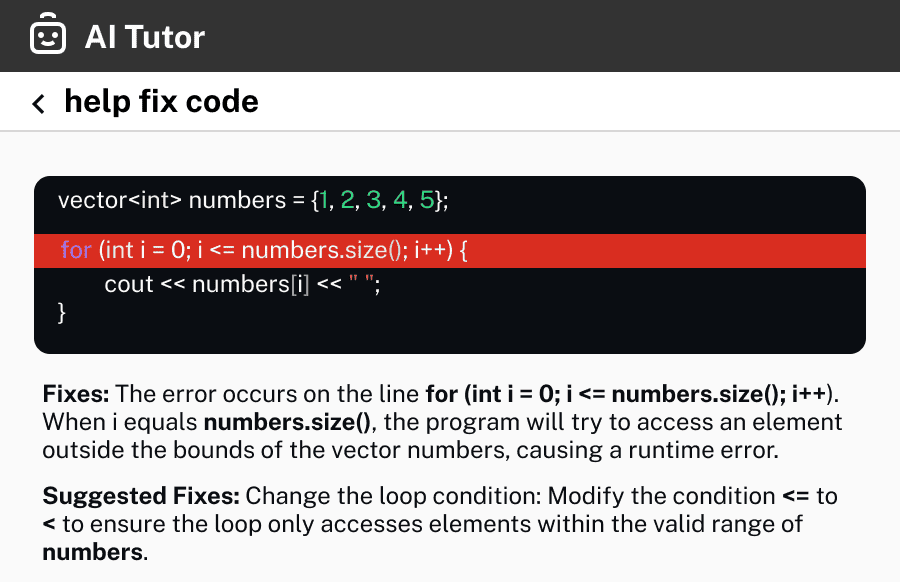 AI Tutor
help fix code
vector<int> numbers = {1, 2, 3, 4, 5};
for (int i = 0; i <= numbers.size(); i++) {
cout << numbers[i] << " ";
}
Fixes: The error occurs on the line for (int i = 0; i <= numbers.size(); i++).
When i equals numbers.size(), the program will try to access an element
outside the bounds of the vector numbers, causing a runtime error.
Suggested Fixes: Change the loop condition: Modify the condition <= to
< to ensure the loop only accesses elements within the valid range of
numbers.